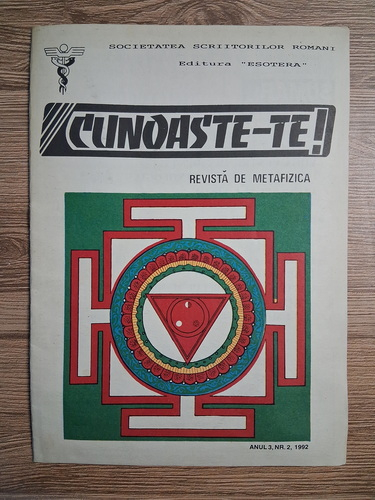 SOCIETATEA SCRIITORILOR ROMANI
Editura "ESOTERA"
CUNOASTE-TE!
REVISTĂ DE METAFIZICA
ANUL 3, NR. 2, 1992